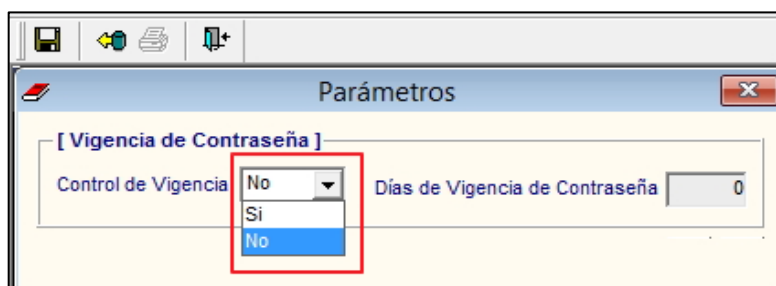 Parámetros
[ Vigencia de Contraseña ]
Control de Vigencia No Días de Vigencia de Contraseña 0
Si
No